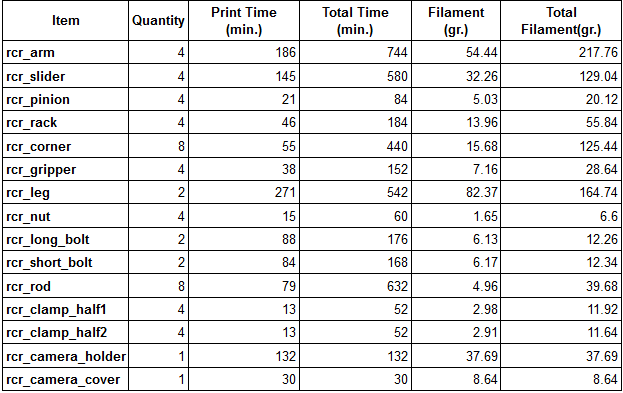 Item Quantity Print Time (min.) Total Time (min.) Filament (gr.) Total Filament(gr.)
rcr_arm 4 186 744 54.44 217.76
rcr_slider 4 145 580 32.26 129.04
rcr_pinion 4 21 84 5.03 20.12
rcr_rack 4 46 184 13.96 55.84
rcr_corner 8 55 440 15.68 125.44
rcr_gripper 4 38 152 7.16 28.64
rcr_leg 2 271 542 82.37 164.74
rcr_nut 4 15 60 1.65 6.6
rcr_long_bolt 2 88 176 6.13 12.26
rcr_short_bolt 2 84 168 6.17 12.34
rcr_rod 8 79 632 4.96 39.68
rcr_clamp_half1 4 13 52 2.98 11.92
rcr_clamp_half2 4 13 52 2.91 11.64
rcr_camera_holder 1 132 132 37.69 37.69
rcr_camera_cover 1 30 30 8.64 8.64